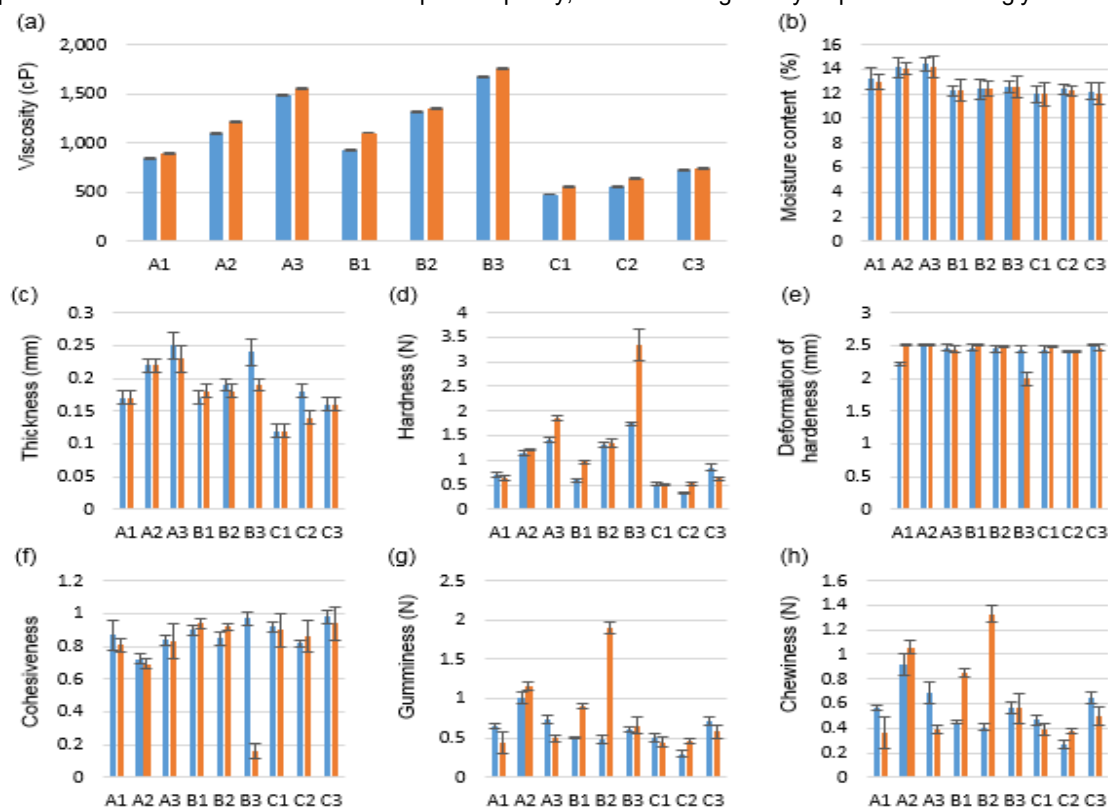 (a)
Viscosity (cP)
2,000
1,500
1,000
500
0
A1 A2 A3 B1 B2 B3 C1 C2 C3
(b)
Moisture content (%)
16
14
12
10
8
6
4
2
0
A1 A2 A3 B1 B2 B3 C1 C2 C3
(c)
Thickness (mm)
0.3
0.25
0.2
0.15
0.1
0.05
0
A1 A2 A3 B1 B2 B3 C1 C2 C3
(d)
Hardness (N)
4
3.5
3
2.5
2
1.5
1
0.5
0
A1 A2 A3 B1 B2 B3 C1 C2 C3
(e)
Deformation of
hardeness (mm)
3
2.5
2
1.5
1
0.5
0
A1 A2 A3 B1 B2 B3 C1 C2 C3
(f)
Cohesiveness
1.2
1
0.8
0.6
0.4
0.2
0
A1 A2 A3 B1 B2 B3 C1 C2 C3
(g)
Gumminess (N)
2.5
2
1.5
1
0.5
0
A1 A2 A3 B1 B2 B3 C1 C2 C3
(h)
Chewiness (N)
1.6
1.4
1.2
1
0.8
0.6
0.4
0.2
0
A1 A2 A3 B1 B2 B3 C1 C2 C3